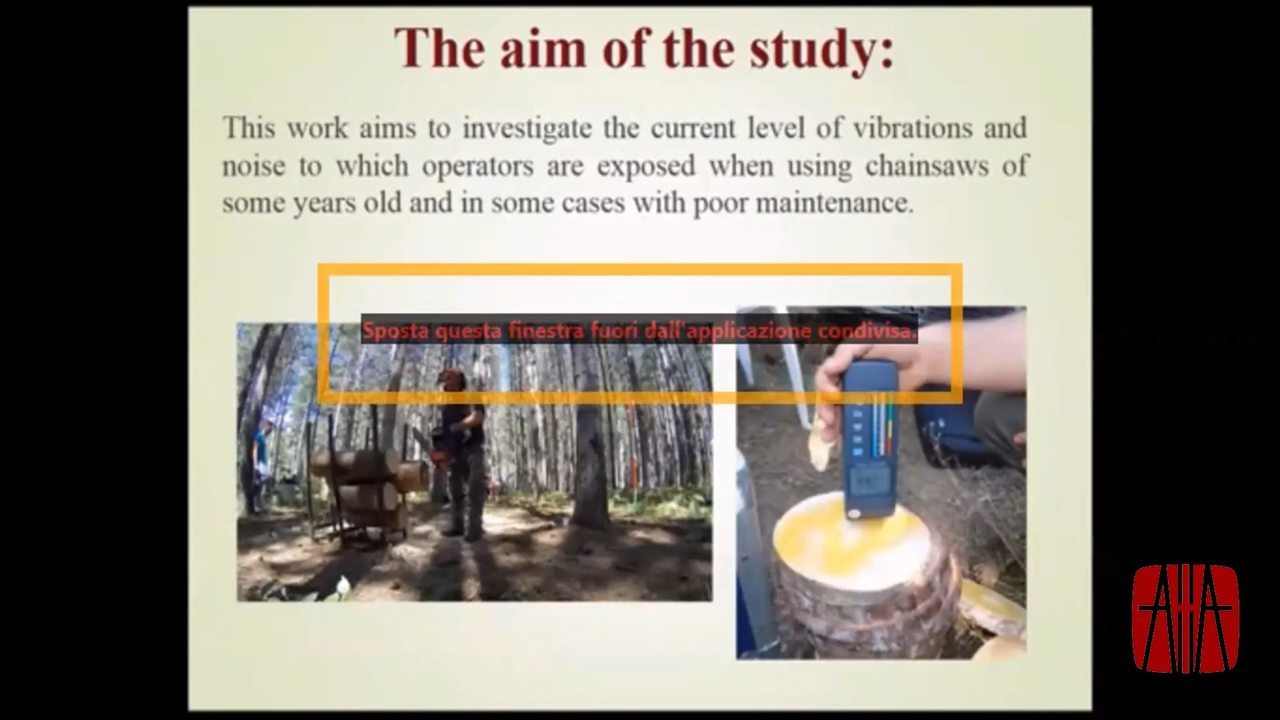 The aim of the study:
This work aims to investigate the current level of vibrations and
noise to which operators are exposed when using chainsaws of
some years old and in some cases with poor maintenance.
Sposta questa finestra fuori dall'applicazione condivisa.